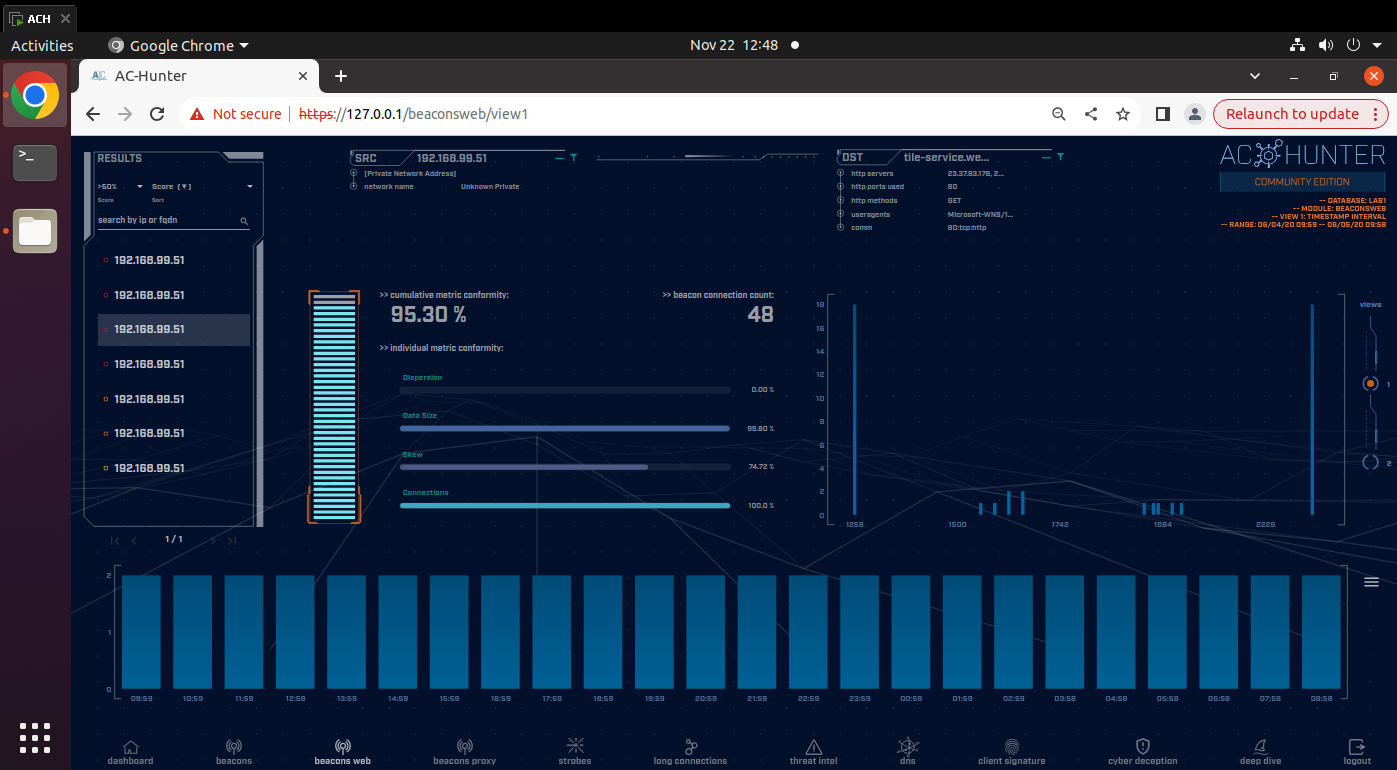 ACH
Activities
Google Chrome
Nov 22 12:48
AC-Hunter
Not secure
https://127.0.0.1/beaconsweb/view1
Relaunch to update
RESULTS
>50%
Score [▼]
Score
Sort
search by ip or fqdn
192.168.99.51
192.168.99.51
192.168.99.51
192.168.99.51
192.168.99.51
192.168.99.51
192.168.99.51
1 / 1
SRC
192.168.99.51
[Private Network Address]
network name
Unknown Private
DST
tile-service.we...
http servers
23.37.83.178, 2...
http ports used
80
http methods
GET
useragents
Microsoft-WNS/1...
comm
80:tcp:http
AC HUNTER
COMMUNITY EDITION
-- DATABASE: LAB1
-- MODULE: BEACONSWEB
-- VIEW 1: TIMESTAMP INTERVAL
-- RANGE: 06/04/20 09:59 -- 06/05/20 09:58
>> cumulative metric conformity:
95.30 %
>> beacon connection count:
48
>> individual metric conformity:
Dispersion
0.00 %
Data Size
99.80 %
Skew
74.72 %
Connections
100.0 %
18
16
14
12
10
8
6
4
2
0
1258
1500
1742
1984
2226
views
1
2
2
1
0
09:59
10:59
11:59
12:59
13:59
14:59
15:59
16:59
17:59
18:59
19:59
20:59
21:59
22:59
23:59
00:59
01:59
02:59
03:58
04:58
05:58
06:58
07:58
08:58
dashboard
beacons
beacons web
beacons proxy
strobes
long connections
threat intel
dns
client signature
cyber deception
deep dive
logout